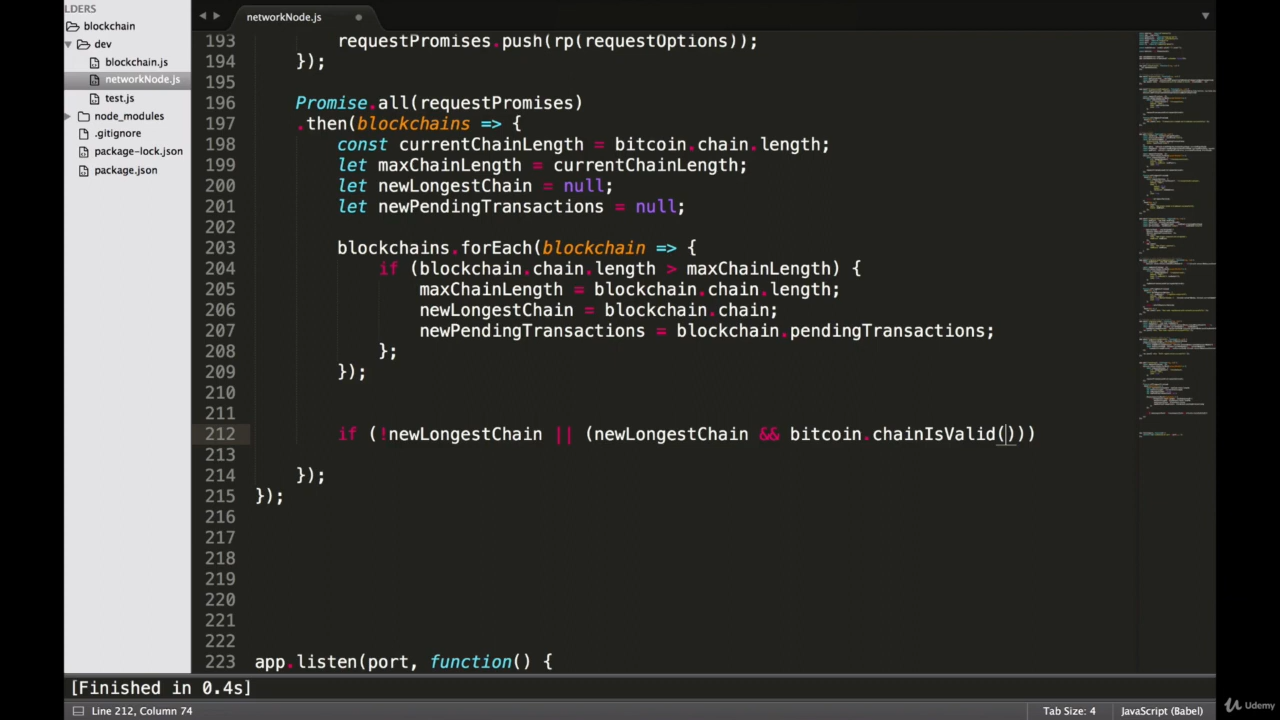 LDERS
blockchain
dev
blockchain.js
networkNode.js
test.js
node_modules
.gitignore
package-lock.json
package.json
networkNode.js
193 requestPromises.push(rp(requestOptions));
194 });
195
196 Promise.all(requestPromises)
197 .then(blockchains => {
198 const currentChainLength = bitcoin.chain.length;
199 let maxChainLength = currentChainLength;
200 let newLongestChain = null;
201 let newPendingTransactions = null;
202
203 blockchains.forEach(blockchain => {
204 if (blockchain.chain.length > maxChainLength) {
205 maxChainLength = blockchain.chain.length;
206 newLongestChain = blockchain.chain;
207 newPendingTransactions = blockchain.pendingTransactions;
208 };
209 });
210
211
212 if (!newLongestChain || (newLongestChain && bitcoin.chainIsValid()))
213
214 });
215 });
216
217
218
219
220
221
222
223 app.listen(port, function() {
[Finished in 0.4s]
Line 212, Column 74
Tab Size: 4
JavaScript (Babel)
Udemy